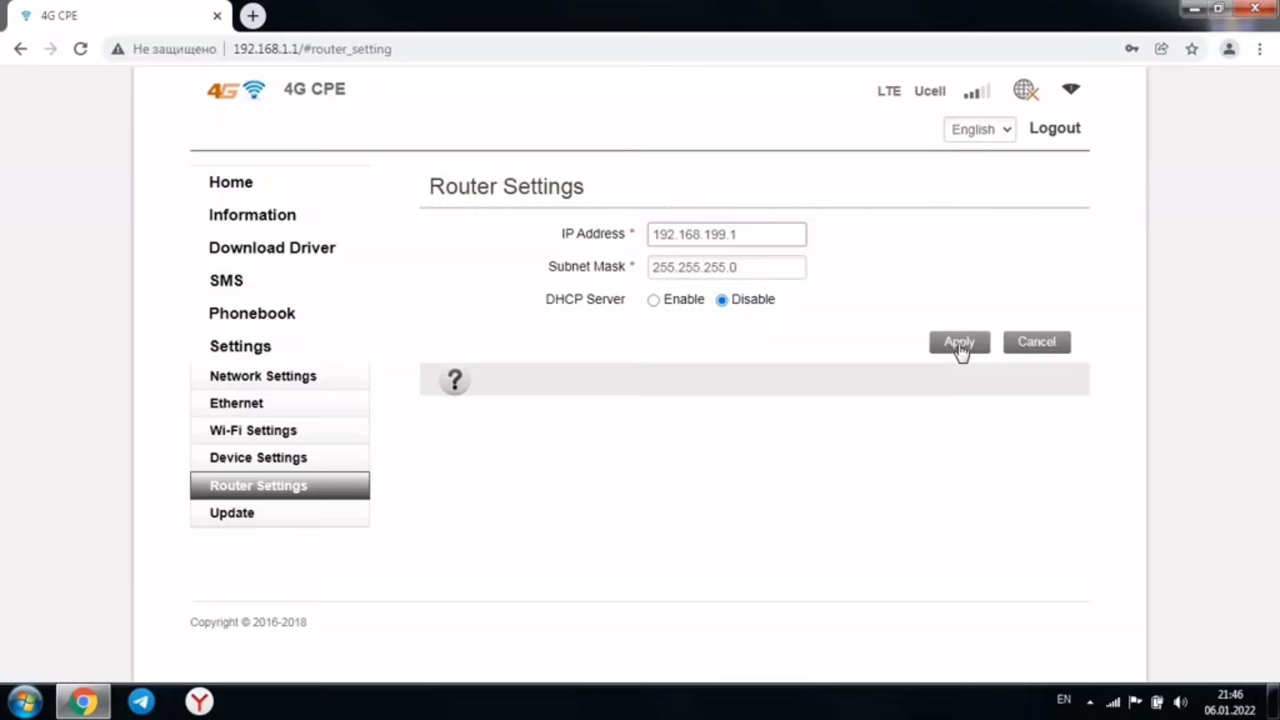 4G CPE
Не защищено
192.168.1.1/#router_setting
4G
4G CPE
LTE
Ucell
English
Logout
Home
Information
Download Driver
SMS
Phonebook
Settings
Network Settings
Ethernet
Wi-Fi Settings
Device Settings
Router Settings
Update
Router Settings
IP Address *
192.168.199.1
Subnet Mask *
255.255.255.0
DHCP Server
Enable
Disable
Apply
Cancel
?
Copyright © 2016-2018
Y
EN
21:46
06.01.2022